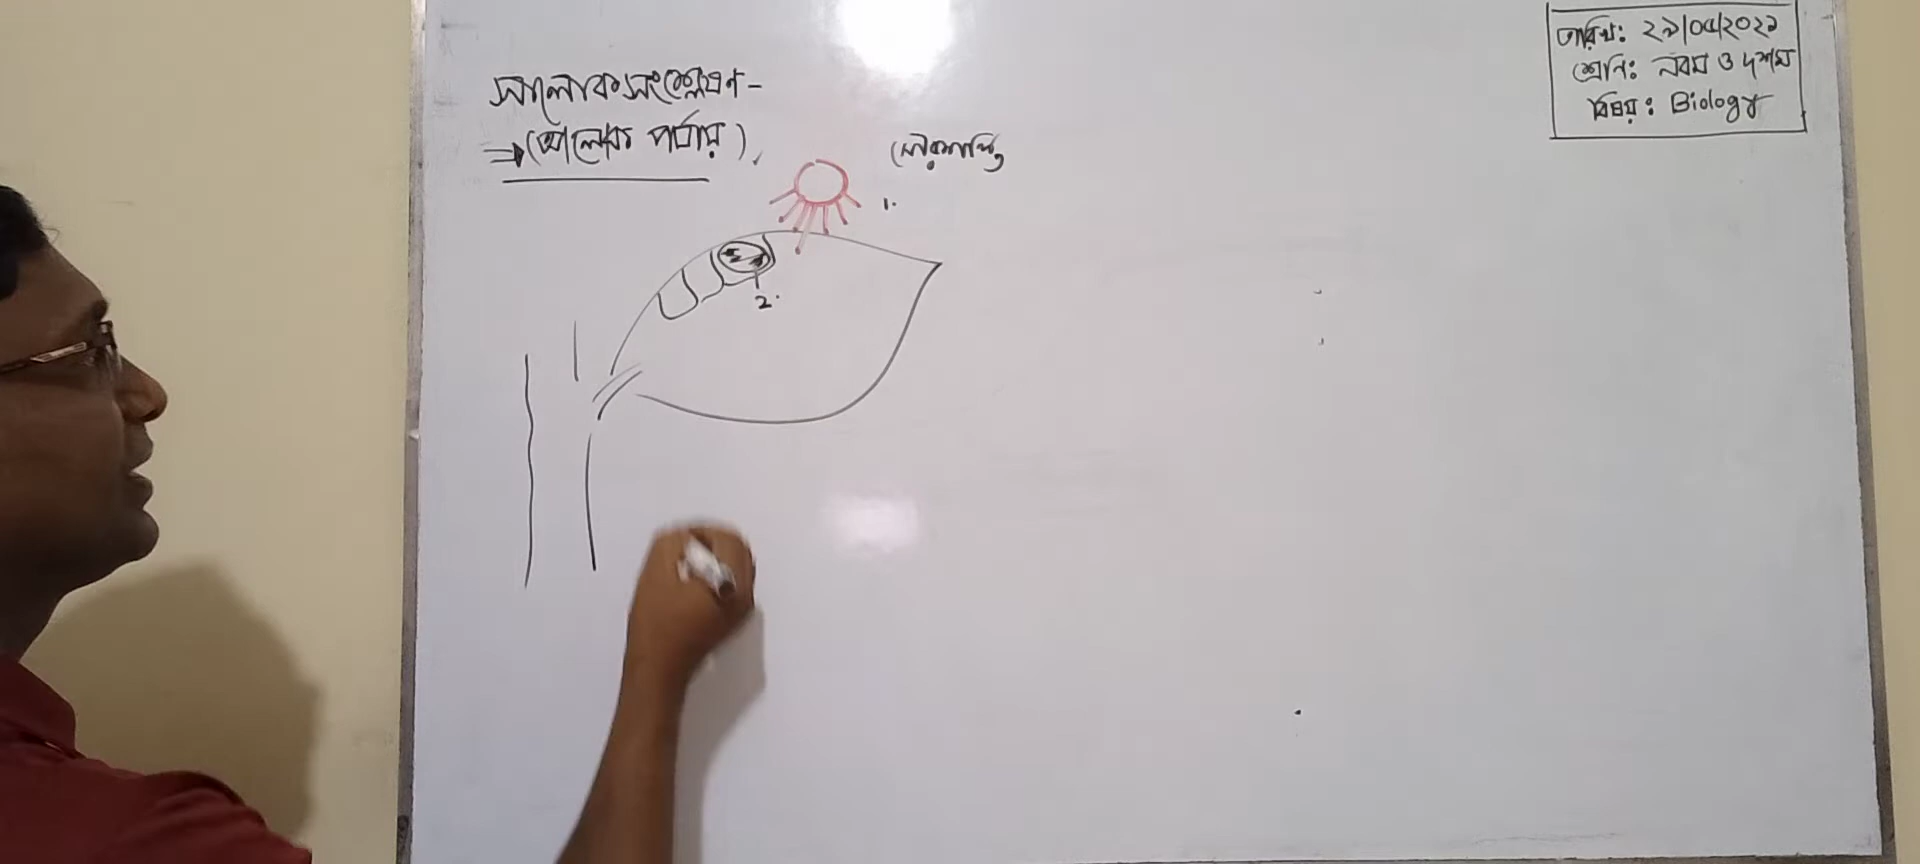 সালোকসংশ্লেষণ-
→(আলোক পর্যায়).
সৌরশক্তি
1.
2.
তারিখ: ২৯/০৫/২০২১
শ্রেণি: নবম ও দশম
বিষয়: Biology